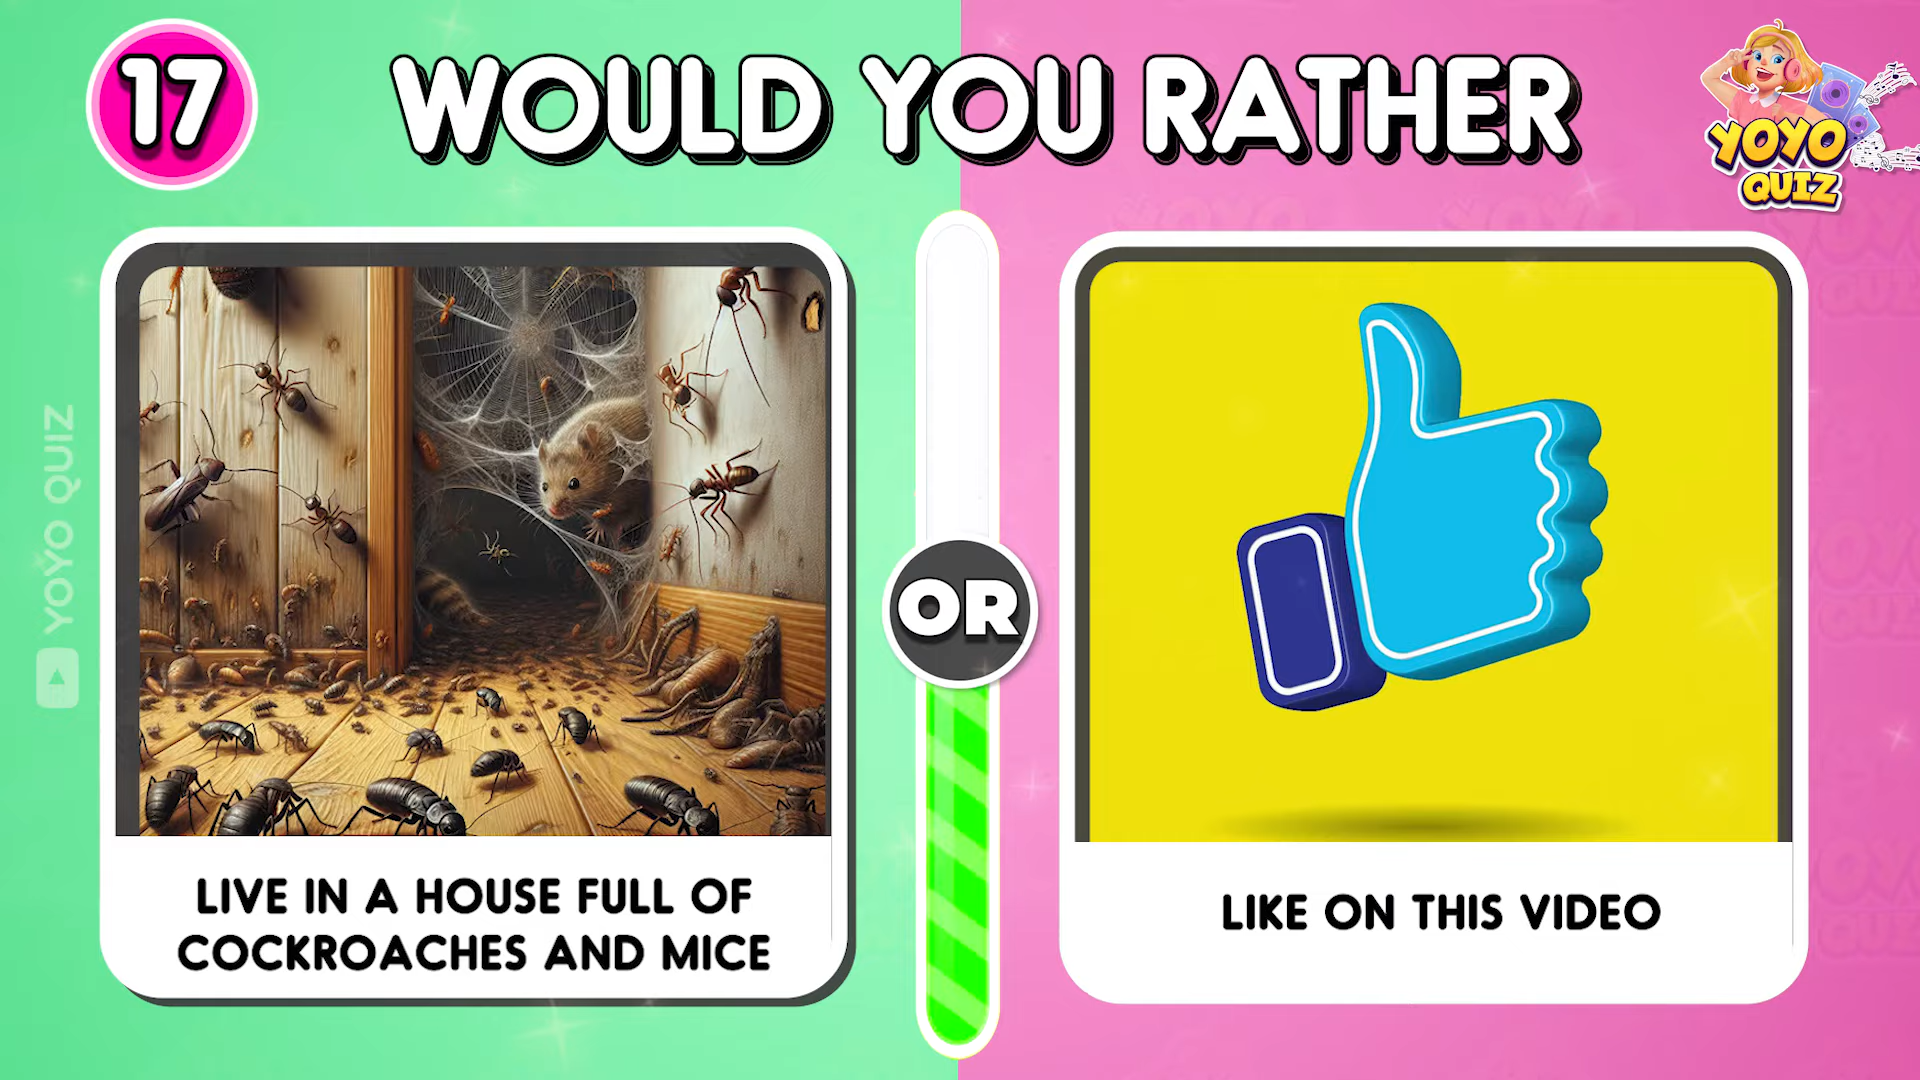 17
WOULD YOU RATHER
YOYO
QUIZ
YOYO QUIZ
OR
LIVE IN A HOUSE FULL OF
COCKROACHES AND MICE
LIKE ON THIS VIDEO